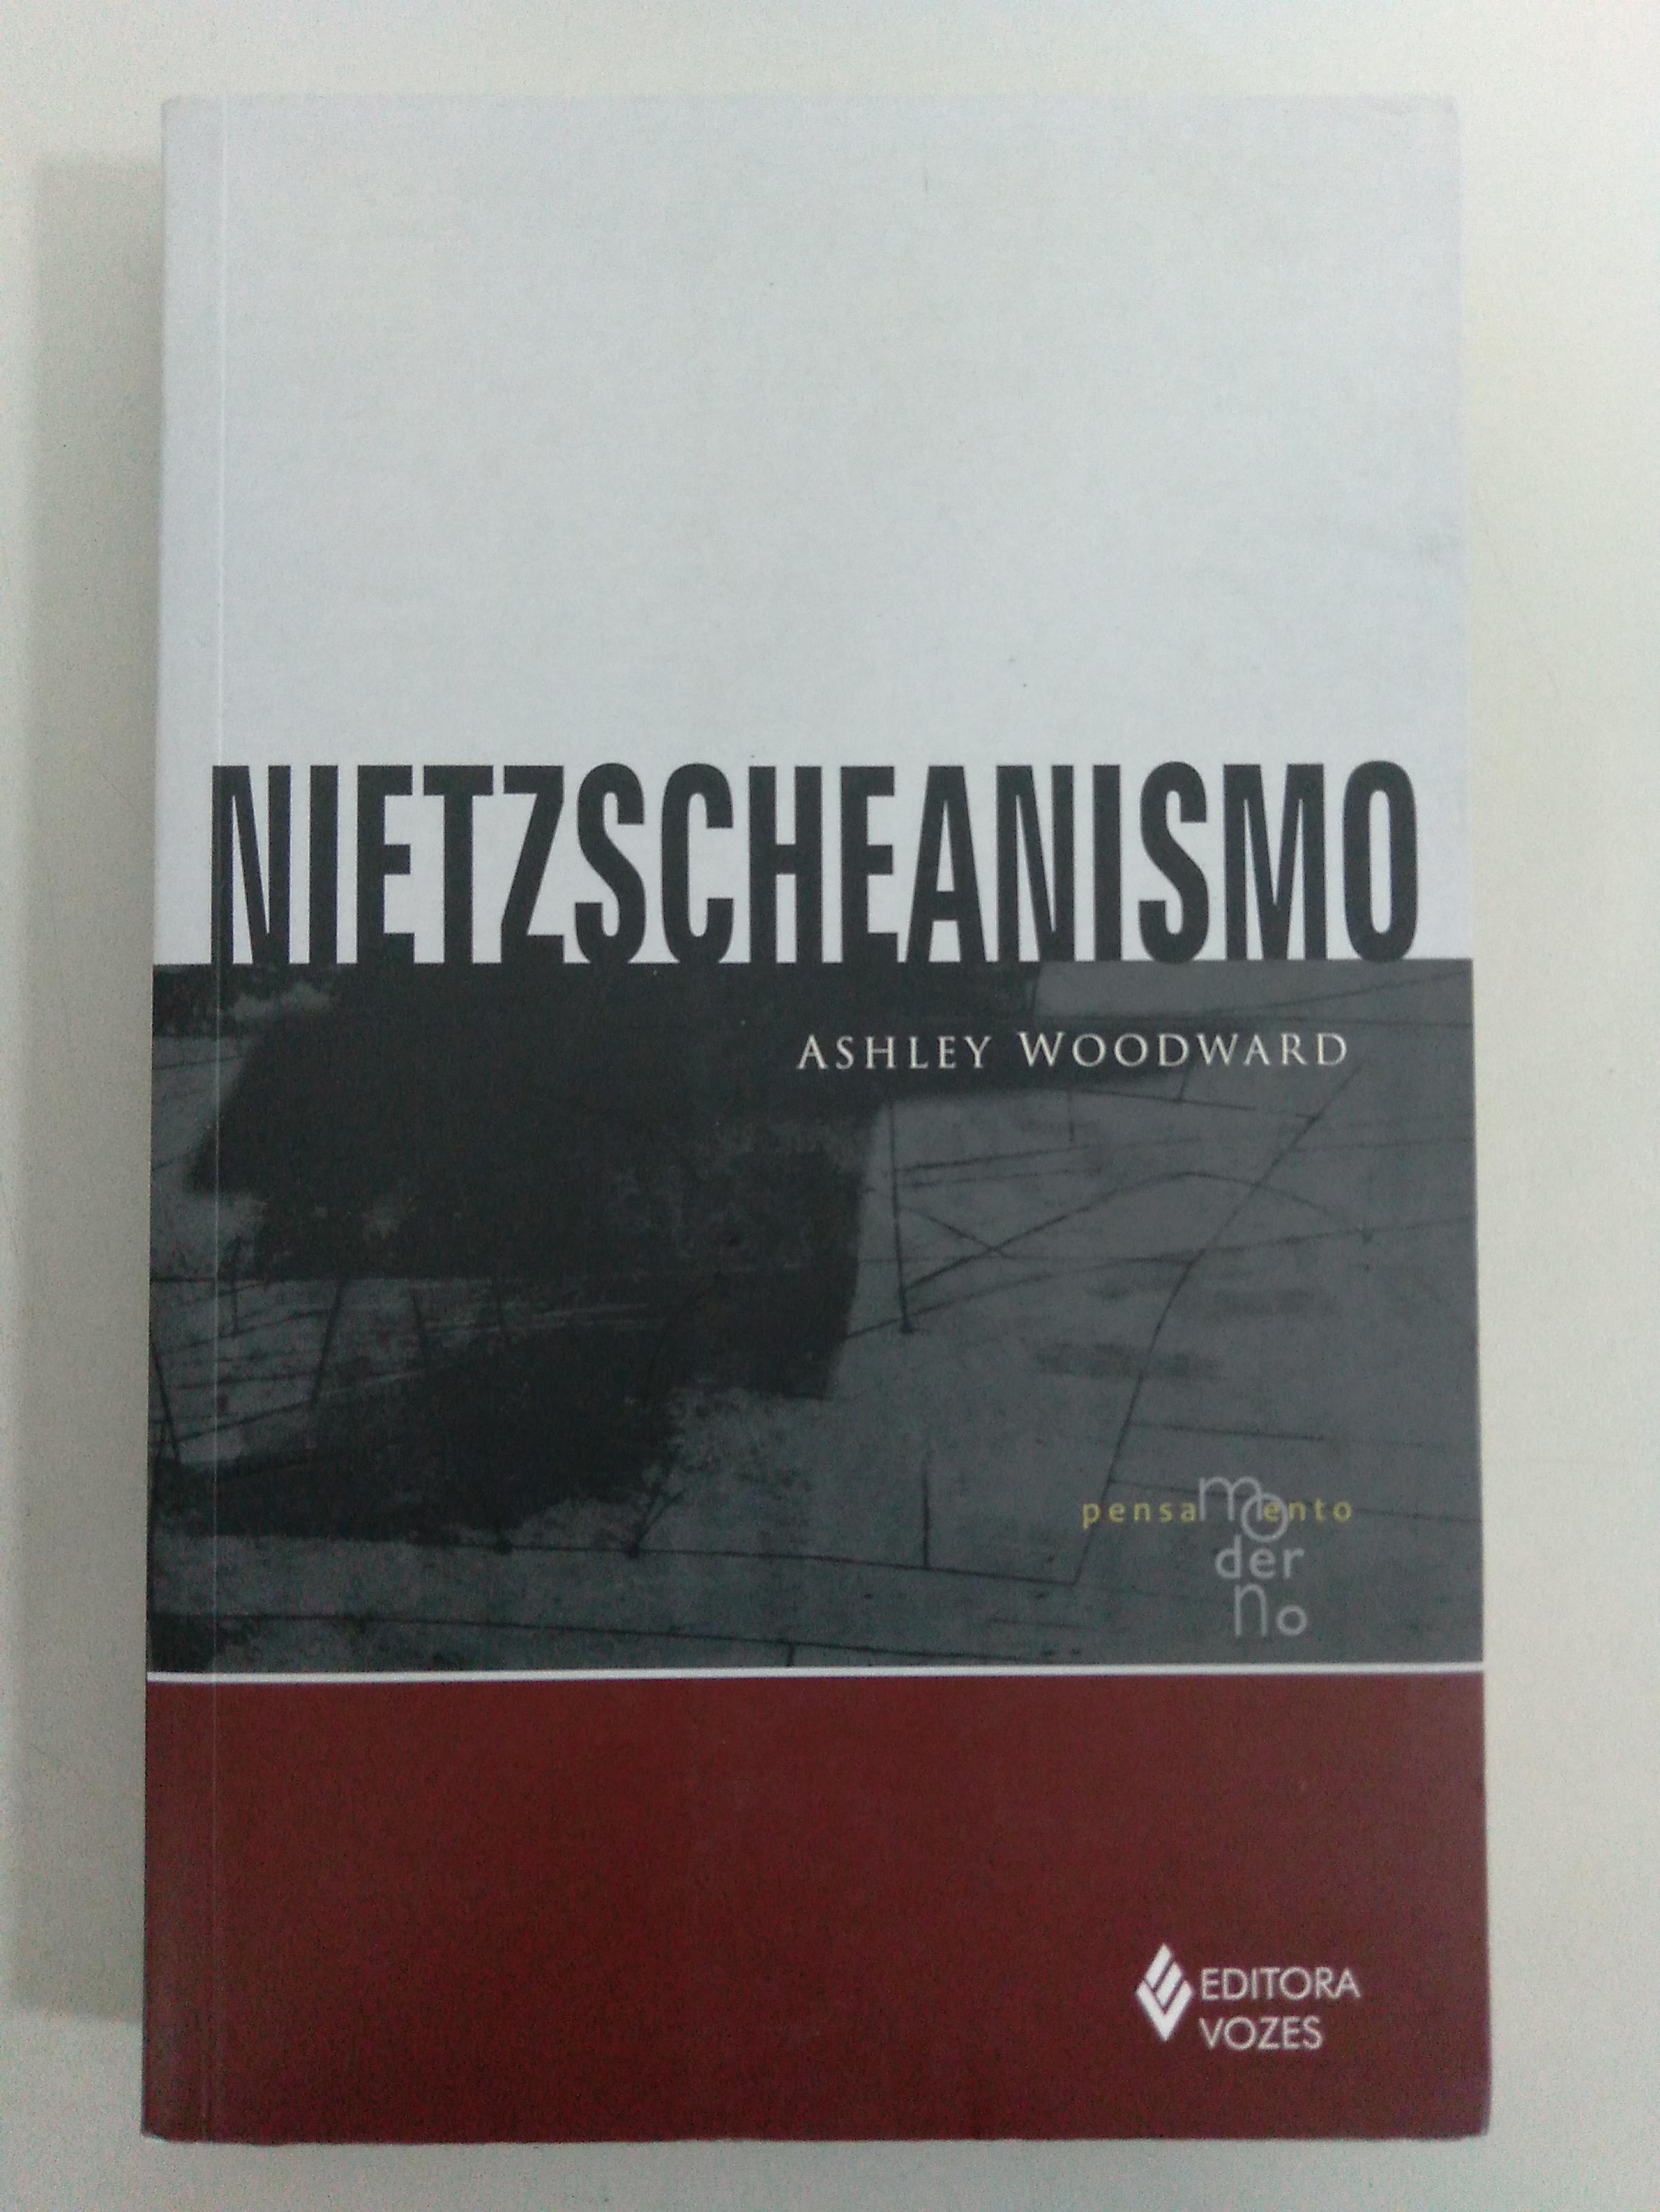 NIETZSCHEANISMO
ASHLEY WOODWARD
pensamento
moderno
EDITORA
VOZES